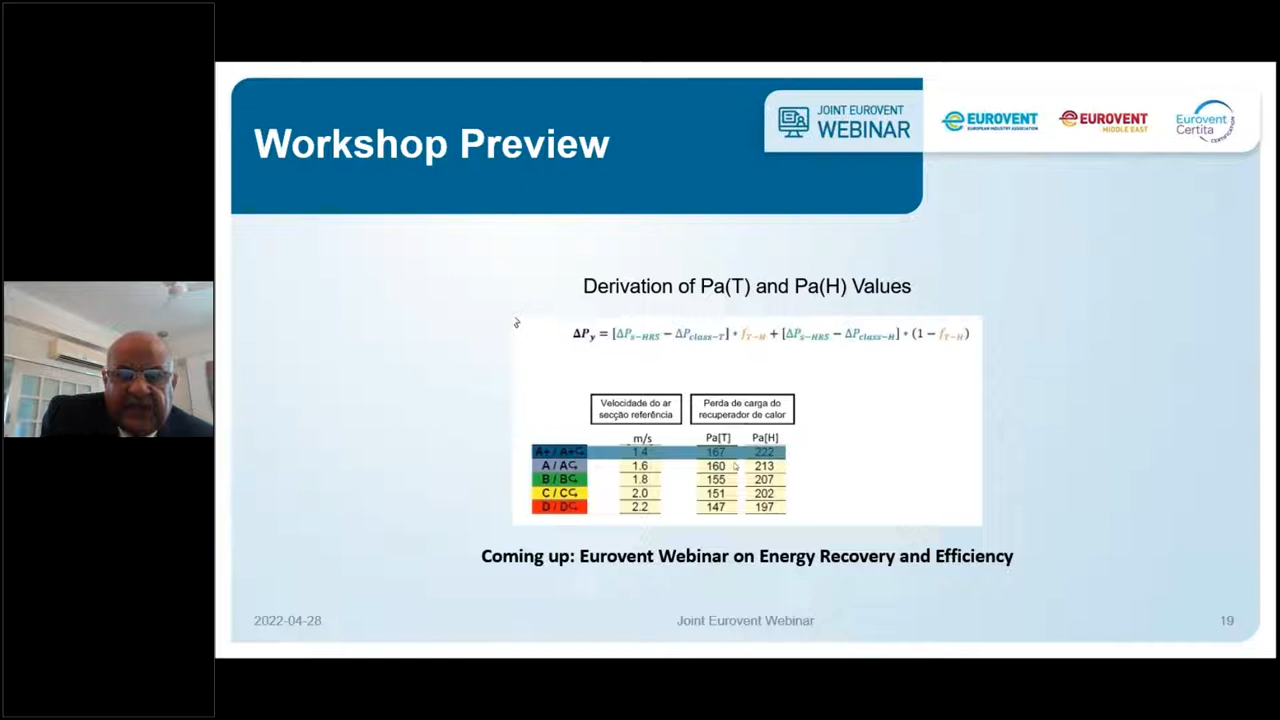 Workshop Preview
JOINT EUROVENT
WEBINAR
EUROVENT
EUROPEAN INDUSTRY ASSOCIATION
EUROVENT
MIDDLE EAST
Eurovent
Certita
CERTIFICATION
Derivation of Pa(T) and Pa(H) Values
ΔPy = [ΔPs−HRS − ΔPclass−T] * fT−H + [ΔPs−HRS − ΔPclass−H] * (1 − fT−H)
Velocidade do ar
secção referência
Perda de carga do
recuperador de calor
m/s Pa[T] Pa[H]
A+ / A+ 1.4 167 222
A / A 1.6 160 213
B / B 1.8 155 207
C / C 2.0 151 202
D / D 2.2 147 197
Coming up: Eurovent Webinar on Energy Recovery and Efficiency
2022-04-28 Joint Eurovent Webinar 19